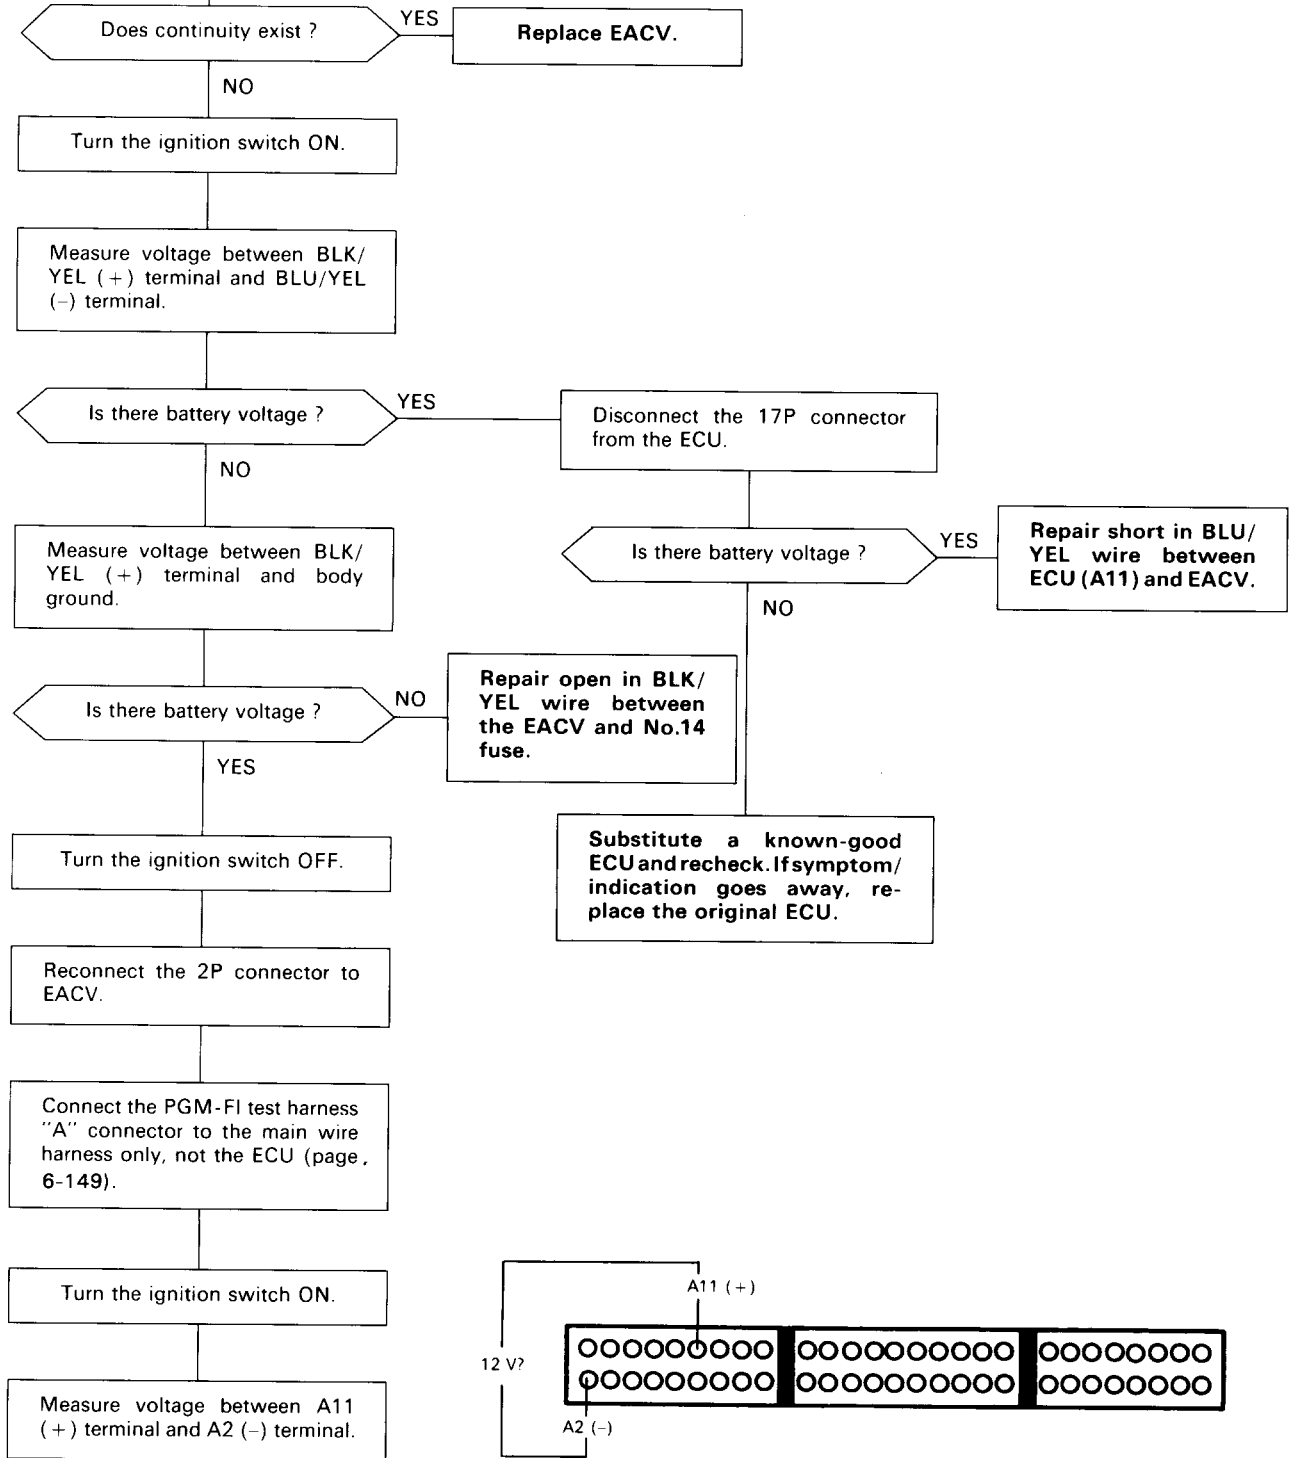 Does continuity exist ?
YES
Replace EACV.
NO
Turn the ignition switch ON.
Measure voltage between BLK/
YEL (+) terminal and BLU/YEL
(–) terminal.
Is there battery voltage ?
YES
Disconnect the 17P connector
from the ECU.
NO
Is there battery voltage ?
YES
Repair short in BLU/
YEL wire between
ECU (A11) and EACV.
NO
Measure voltage between BLK/
YEL (+) terminal and body
ground.
Is there battery voltage ?
NO
Repair open in BLK/
YEL wire between
the EACV and No.14
fuse.
YES
Substitute a known-good
ECU and recheck. If symptom/
indication goes away, re-
place the original ECU.
Turn the ignition switch OFF.
Reconnect the 2P connector to
EACV.
Connect the PGM-FI test harness
"A" connector to the main wire
harness only, not the ECU (page
6-149).
Turn the ignition switch ON.
Measure voltage between A11
(+) terminal and A2 (–) terminal.
A11 (+)
12 V?
A2 (–)